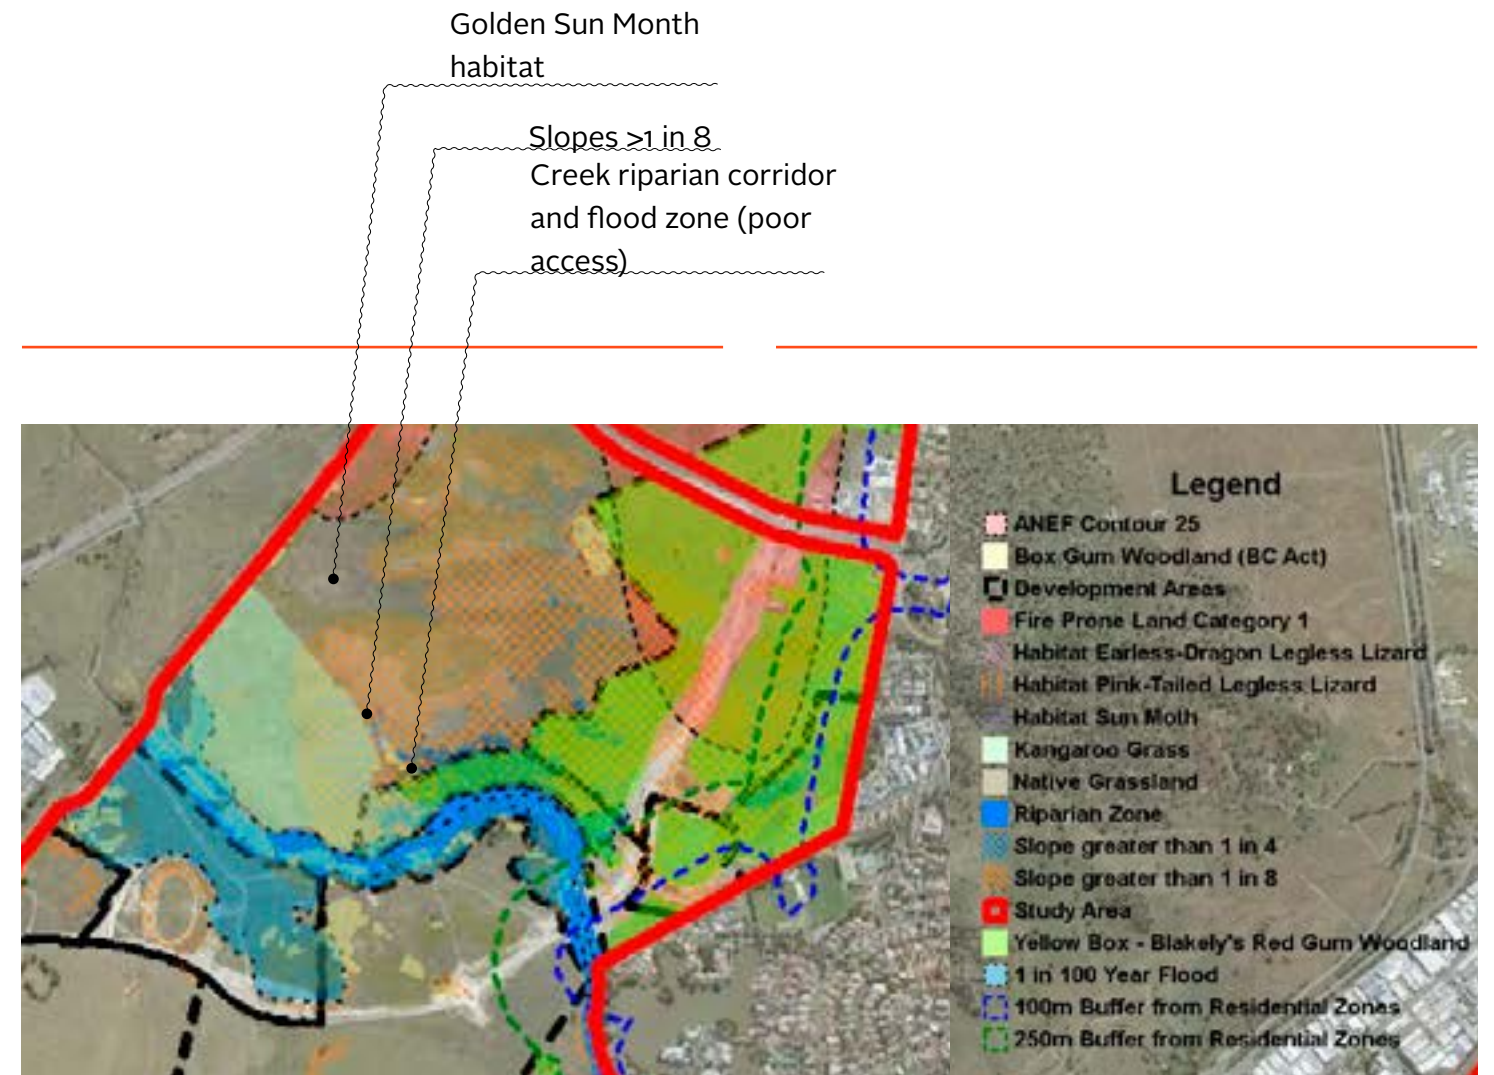 Golden Sun Month
habitat
Slopes >1 in 8
Creek riparian corridor
and flood zone (poor
access)
Legend
ANEF Contour 25
Box Gum Woodland (BC Act)
Development Areas
Fire Prone Land Category 1
Habitat Earless-Dragon Legless Lizard
Habitat Pink-Tailed Legless Lizard
Habitat Sun Moth
Kangaroo Grass
Native Grassland
Riparian Zone
Slope greater than 1 in 4
Slope greater than 1 in 8
Study Area
Yellow Box - Blakely's Red Gum Woodland
1 in 100 Year Flood
100m Buffer from Residential Zones
250m Buffer from Residential Zones